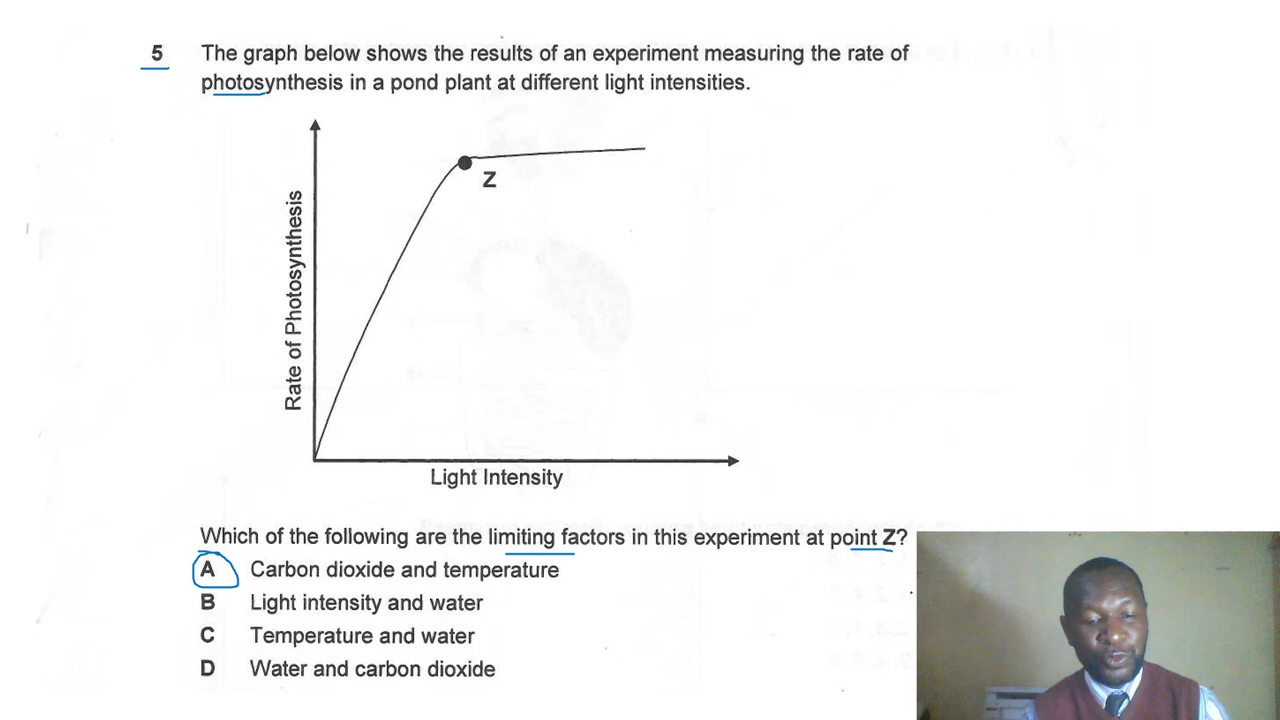 5 The graph below shows the results of an experiment measuring the rate of
photosynthesis in a pond plant at different light intensities.
Z
Rate of Photosynthesis
Light Intensity
Which of the following are the limiting factors in this experiment at point Z?
A Carbon dioxide and temperature
B Light intensity and water
C Temperature and water
D Water and carbon dioxide